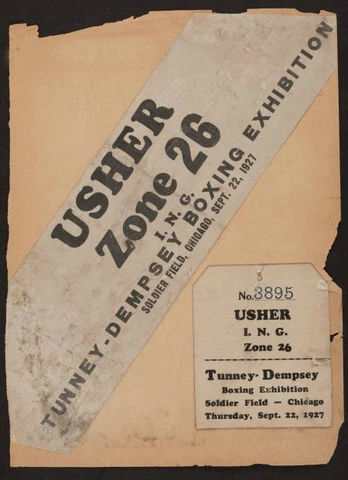 USHER
Zone 26
I. N. G.
TUNNEY-DEMPSEY BOXING EXHIBITION
SOLDIER FIELD, CHICAGO, SEPT. 22, 1927
No. 3895
USHER
I. N. G.
Zone 26
Tunney-Dempsey
Boxing Exhibition
Soldier Field — Chicago
Thursday, Sept. 22, 1927